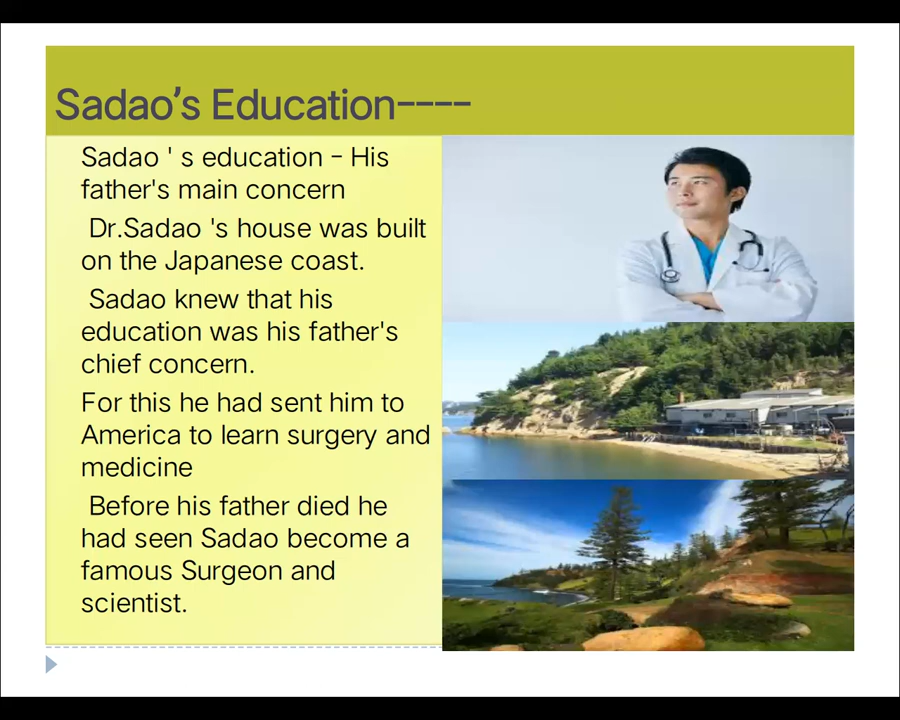 Sadao's Education----
Sadao ' s education - His
father's main concern
Dr.Sadao 's house was built
on the Japanese coast.
Sadao knew that his
education was his father's
chief concern.
For this he had sent him to
America to learn surgery and
medicine
Before his father died he
had seen Sadao become a
famous Surgeon and
scientist.